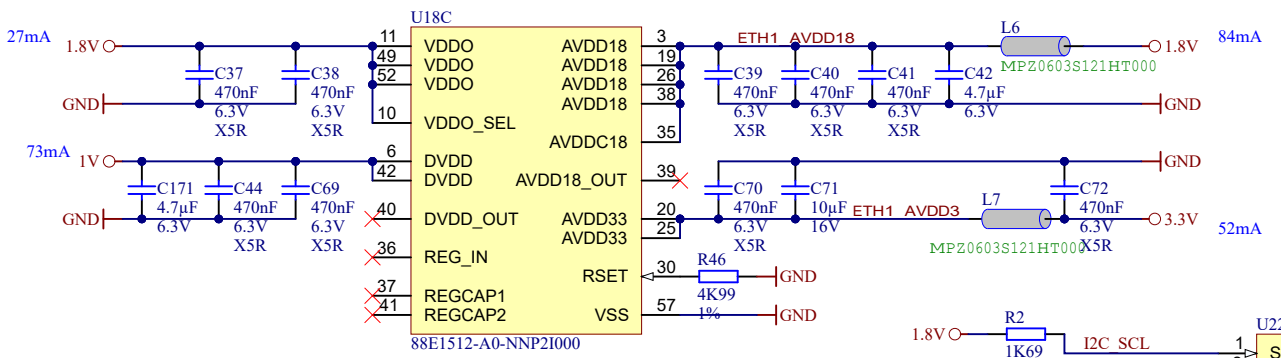 U18C
27mA
1.8V
GND
C37
470nF
6.3V
X5R
C38
470nF
6.3V
X5R
11
49
52
10
VDDO
VDDO
VDDO
VDDO_SEL
73mA
1V
GND
C171
4.7µF
6.3V
C44
470nF
6.3V
X5R
C69
470nF
6.3V
X5R
6
42
40
36
37
41
DVDD
DVDD
DVDD_OUT
REG_IN
REGCAP1
REGCAP2
88E1512-A0-NNP2I000
AVDD18
AVDD18
AVDD18
AVDD18
AVDDC18
AVDD18_OUT
AVDD33
AVDD33
RSET
VSS
3
19
26
38
35
39
20
25
30
57
ETH1_AVDD18
L6
MPZ0603S121HT000
1.8V
84mA
C39
470nF
6.3V
X5R
C40
470nF
6.3V
X5R
C41
470nF
6.3V
X5R
C42
4.7µF
6.3V
GND
GND
C70
470nF
6.3V
X5R
C71
10µF
16V
ETH1_AVDD3
L7
MPZ0603S121HT000
C72
470nF
6.3V
X5R
3.3V
52mA
R46
4K99
1%
GND
GND
1.8V
R2
1K69
I2C_SCL
1
U22
S